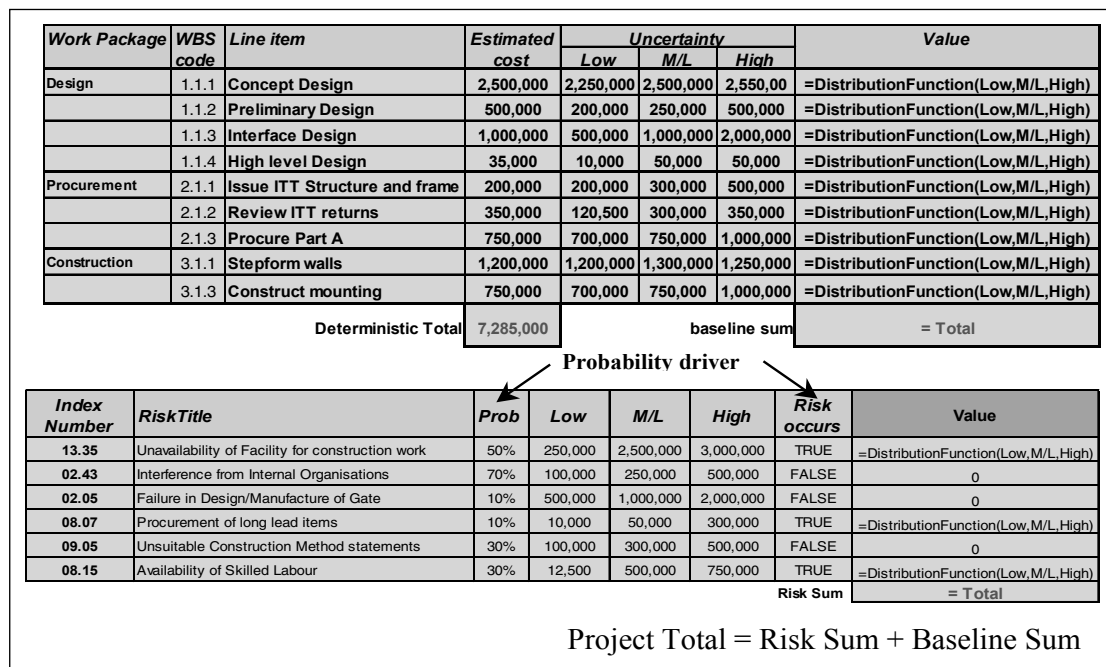 Work Package WBS code Line item Estimated cost Uncertainty Value
Low M/L High
Design 1.1.1 Concept Design 2,500,000 2,250,000 2,500,000 2,550,00 =DistributionFunction(Low,M/L,High)
1.1.2 Preliminary Design 500,000 200,000 250,000 500,000 =DistributionFunction(Low,M/L,High)
1.1.3 Interface Design 1,000,000 500,000 1,000,000 2,000,000 =DistributionFunction(Low,M/L,High)
1.1.4 High level Design 35,000 10,000 50,000 50,000 =DistributionFunction(Low,M/L,High)
Procurement 2.1.1 Issue ITT Structure and frame 200,000 200,000 300,000 500,000 =DistributionFunction(Low,M/L,High)
2.1.2 Review ITT returns 350,000 120,500 300,000 350,000 =DistributionFunction(Low,M/L,High)
2.1.3 Procure Part A 750,000 700,000 750,000 1,000,000 =DistributionFunction(Low,M/L,High)
Construction 3.1.1 Stepform walls 1,200,000 1,200,000 1,300,000 1,250,000 =DistributionFunction(Low,M/L,High)
3.1.3 Construct mounting 750,000 700,000 750,000 1,000,000 =DistributionFunction(Low,M/L,High)
Deterministic Total 7,285,000 baseline sum = Total
Probability driver
Index Number RiskTitle Prob Low M/L High Risk occurs Value
13.35 Unavailability of Facility for construction work 50% 250,000 2,500,000 3,000,000 TRUE =DistributionFunction(Low,M/L,High)
02.43 Interference from Internal Organisations 70% 100,000 250,000 500,000 FALSE 0
02.05 Failure in Design/Manufacture of Gate 10% 500,000 1,000,000 2,000,000 FALSE 0
08.07 Procurement of long lead items 10% 10,000 50,000 300,000 TRUE =DistributionFunction(Low,M/L,High)
09.05 Unsuitable Construction Method statements 30% 100,000 300,000 500,000 FALSE 0
08.15 Availability of Skilled Labour 30% 12,500 500,000 750,000 TRUE =DistributionFunction(Low,M/L,High)
Risk Sum = Total
Project Total = Risk Sum + Baseline Sum